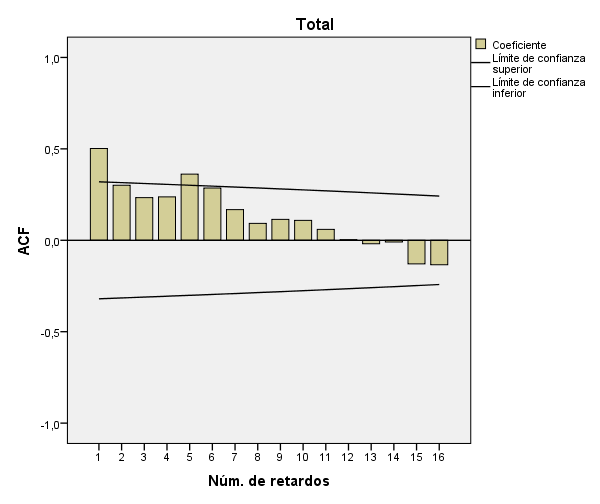 Total
Coeficiente
Límite de confianza
superior
Límite de confianza
inferior
1,0
0,5
0,0
-0,5
-1,0
ACF
1 2 3 4 5 6 7 8 9 10 11 12 13 14 15 16
Núm. de retardos